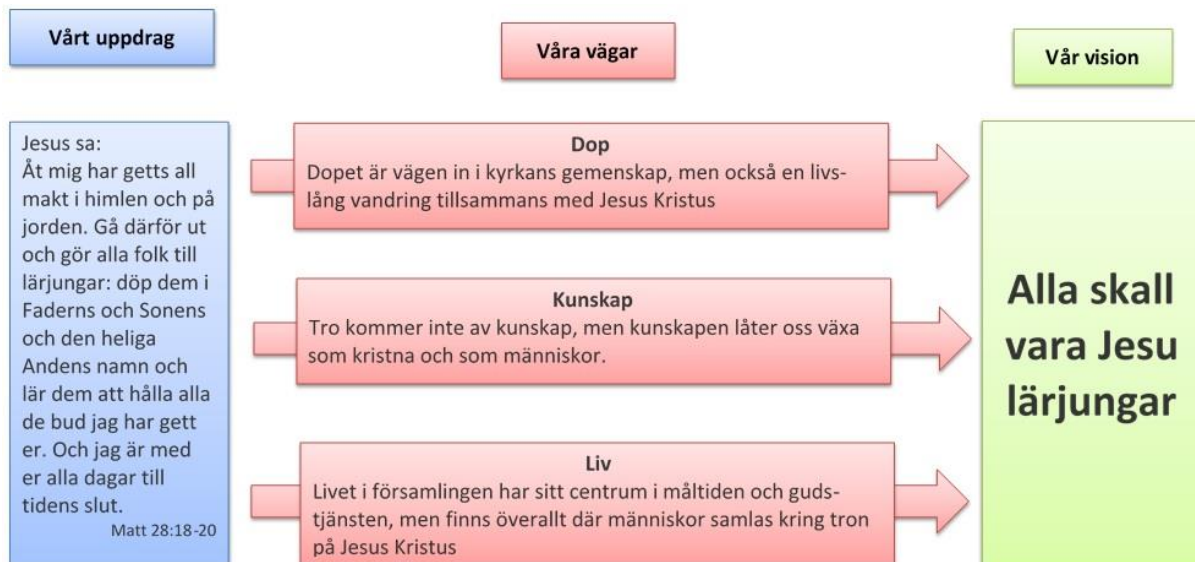 Vårt uppdrag
Våra vägar
Vår vision
Jesus sa:
Åt mig har getts all
makt i himlen och på
jorden. Gå därför ut
och gör alla folk till
lärjungar: döp dem i
Faderns och Sonens
och den heliga
Andens namn och
lär dem att hålla alla
de bud jag har gett
er. Och jag är med
er alla dagar till
tidens slut.
Matt 28:18-20
Dop
Dopet är vägen in i kyrkans gemenskap, men också en livs-
lång vandring tillsammans med Jesus Kristus
Kunskap
Tro kommer inte av kunskap, men kunskapen låter oss växa
som kristna och som människor.
Liv
Livet i församlingen har sitt centrum i måltiden och guds-
tjänsten, men finns överallt där människor samlas kring tron
på Jesus Kristus
Alla skall
vara Jesu
lärjungar